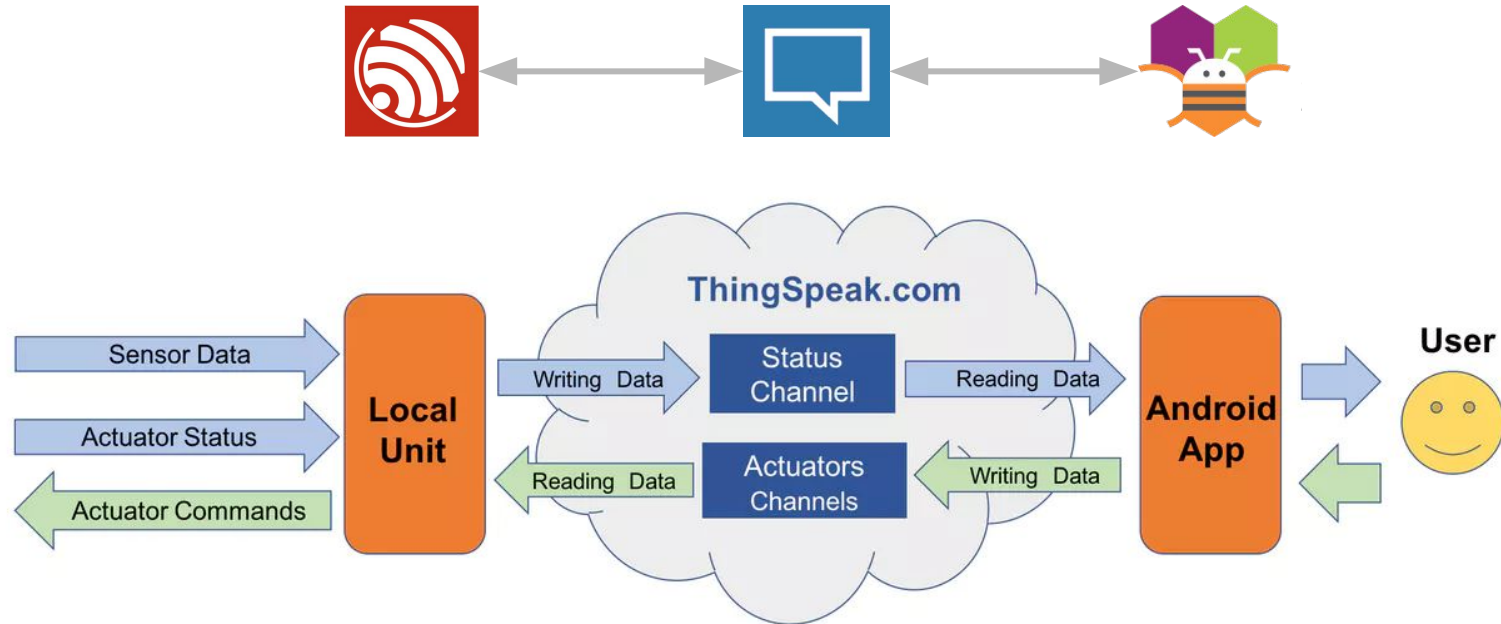 ThingSpeak.com
Sensor Data
Actuator Status
Actuator Commands
Local
Unit
Writing Data
Reading Data
Status
Channel
Actuators
Channels
Reading Data
Writing Data
Android
App
User